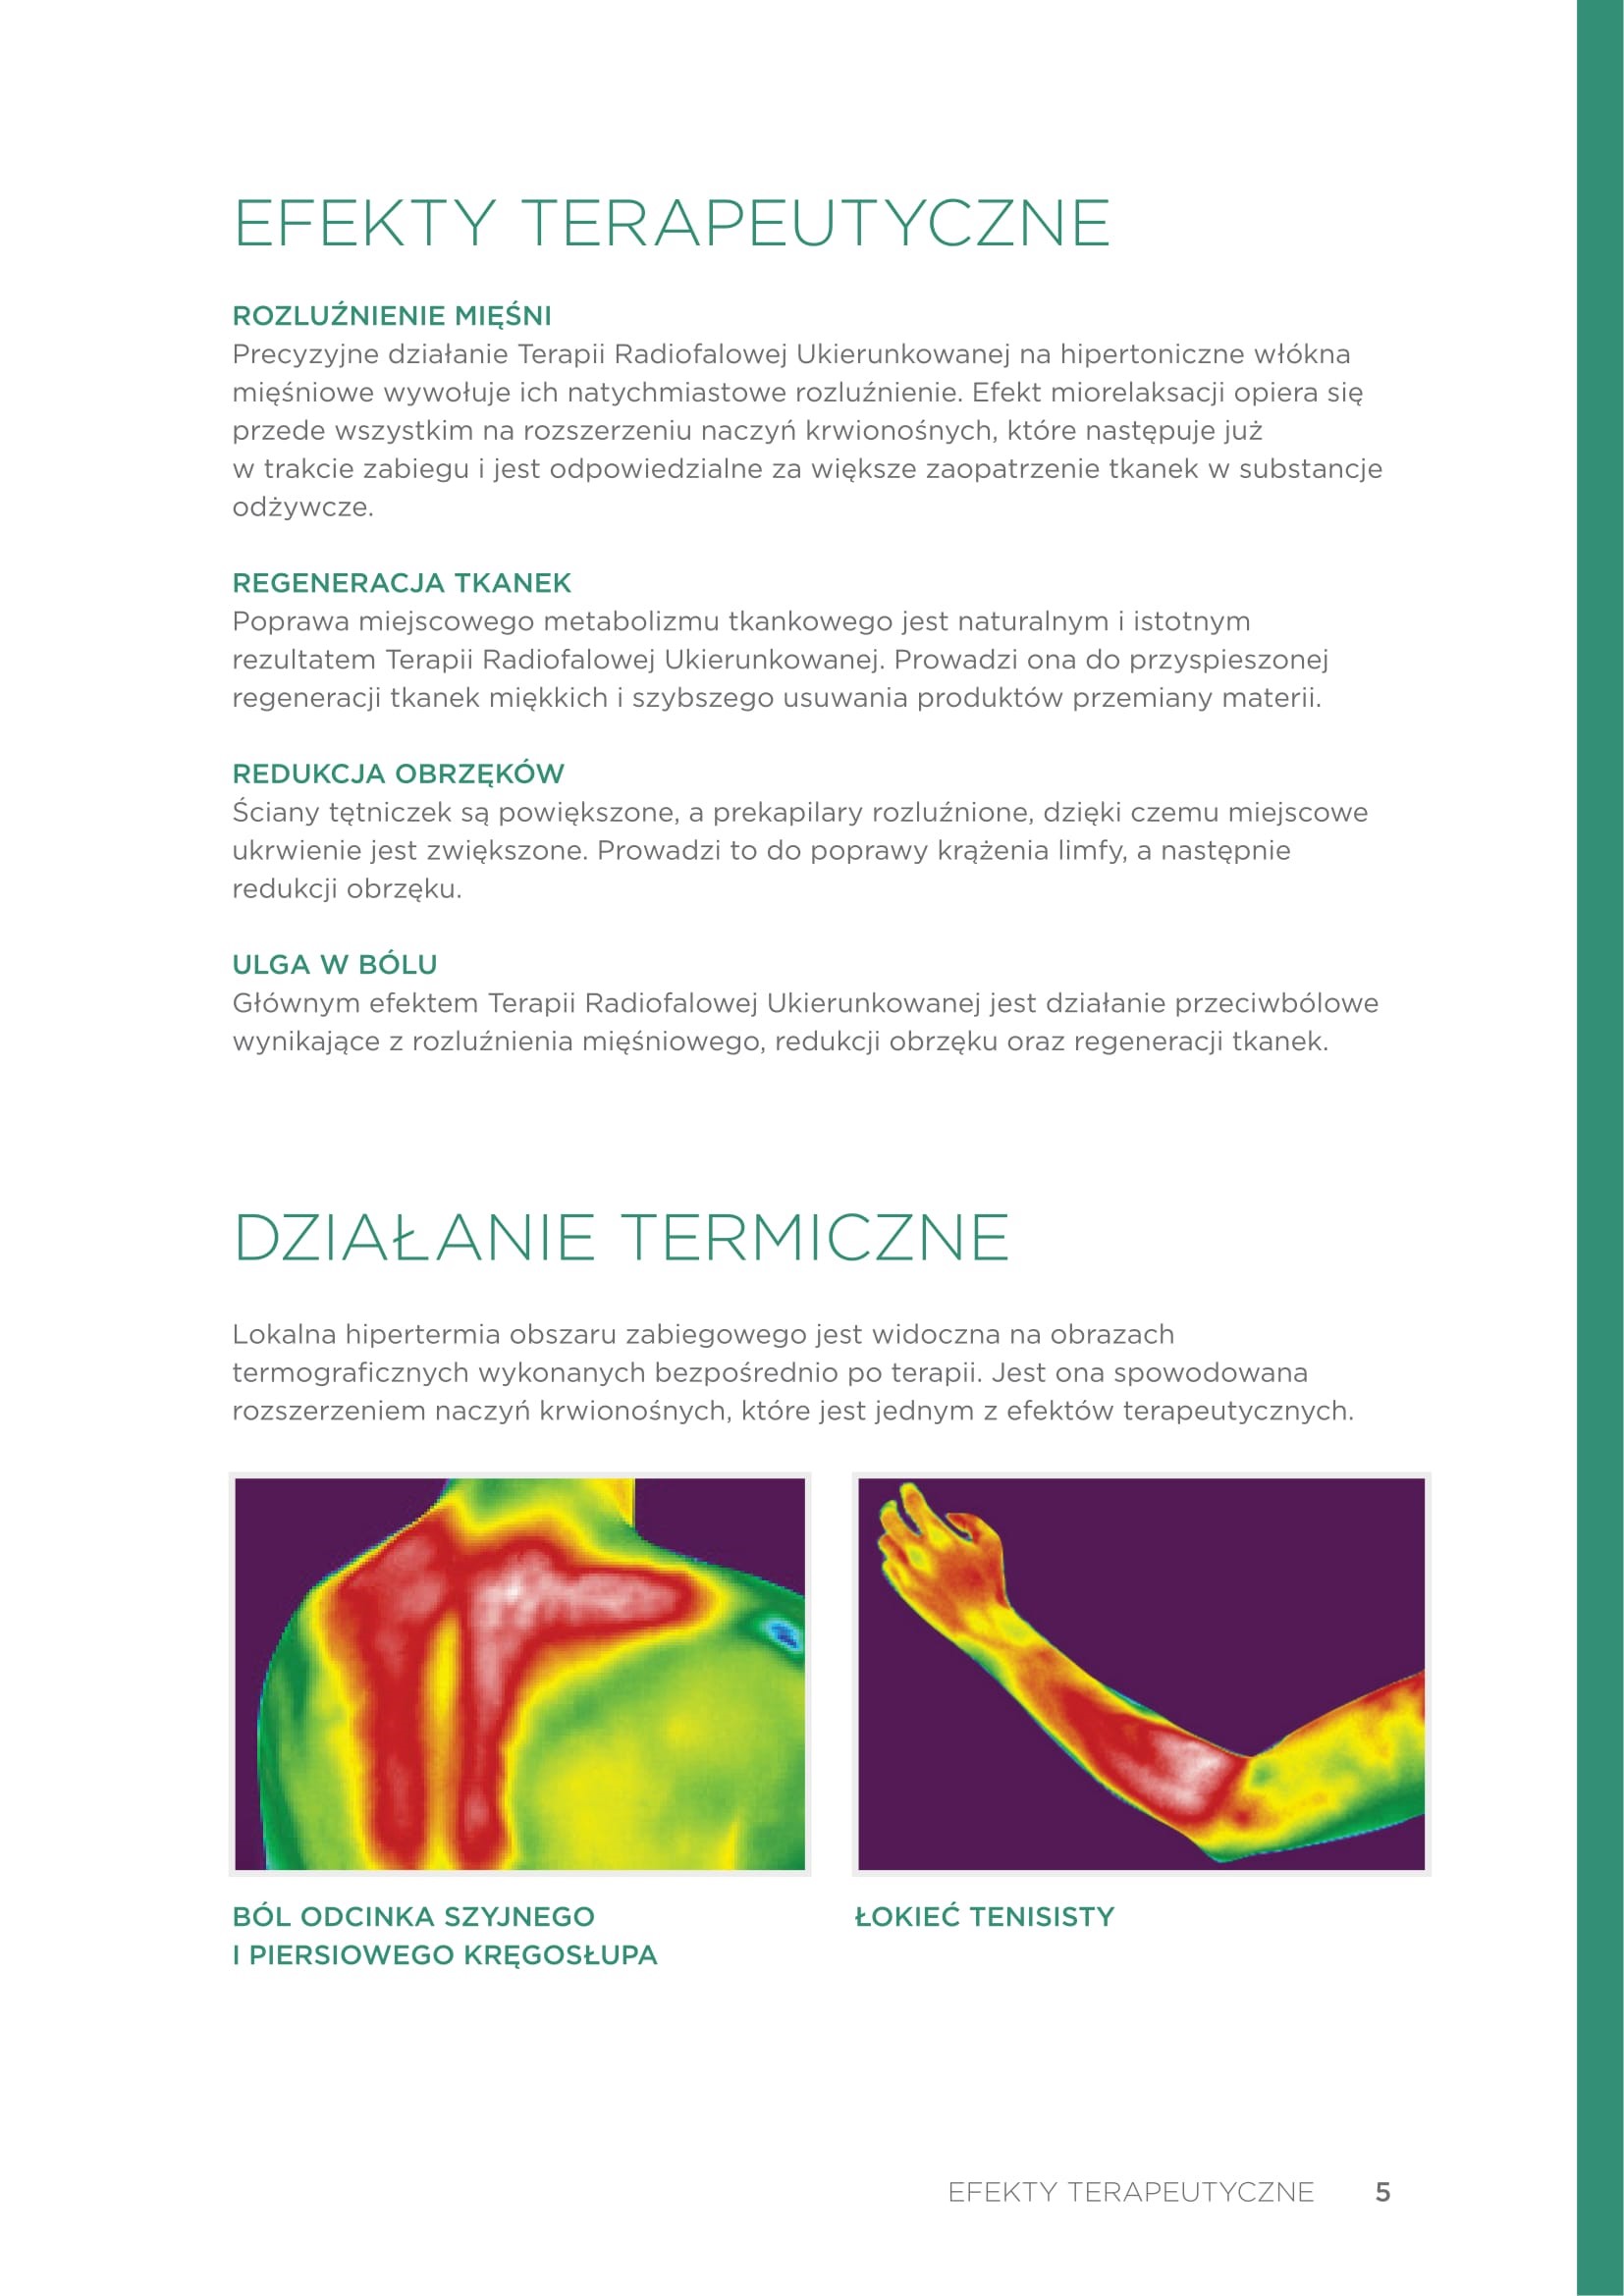 EFEKTY TERAPEUTYCZNE
ROZLUŹNIENIE MIĘŚNI
Precyzyjne działanie Terapii Radiofalowej Ukierunkowanej na hipertoniczne włókna
mięśniowe wywołuje ich natychmiastowe rozluźnienie. Efekt miorelaksacji opiera się
przede wszystkim na rozszerzeniu naczyń krwionośnych, które następuje już
w trakcie zabiegu i jest odpowiedzialne za większe zaopatrzenie tkanek w substancje
odżywcze.
REGENERACJA TKANEK
Poprawa miejscowego metabolizmu tkankowego jest naturalnym i istotnym
rezultatem Terapii Radiofalowej Ukierunkowanej. Prowadzi ona do przyspieszonej
regeneracji tkanek miękkich i szybszego usuwania produktów przemiany materii.
REDUKCJA OBRZĘKÓW
Ściany tętniczek są powiększone, a prekapilary rozluźnione, dzięki czemu miejscowe
ukrwienie jest zwiększone. Prowadzi to do poprawy krążenia limfy, a następnie
redukcji obrzęku.
ULGA W BÓLU
Głównym efektem Terapii Radiofalowej Ukierunkowanej jest działanie przeciwbólowe
wynikające z rozluźnienia mięśniowego, redukcji obrzęku oraz regeneracji tkanek.
DZIAŁANIE TERMICZNE
Lokalna hipertermia obszaru zabiegowego jest widoczna na obrazach
termograficznych wykonanych bezpośrednio po terapii. Jest ona spowodowana
rozszerzeniem naczyń krwionośnych, które jest jednym z efektów terapeutycznych.
BÓL ODCINKA SZYJNEGO
I PIERSIOWEGO KRĘGOSŁUPA
ŁOKIEĆ TENISISTY
EFEKTY TERAPEUTYCZNE 5